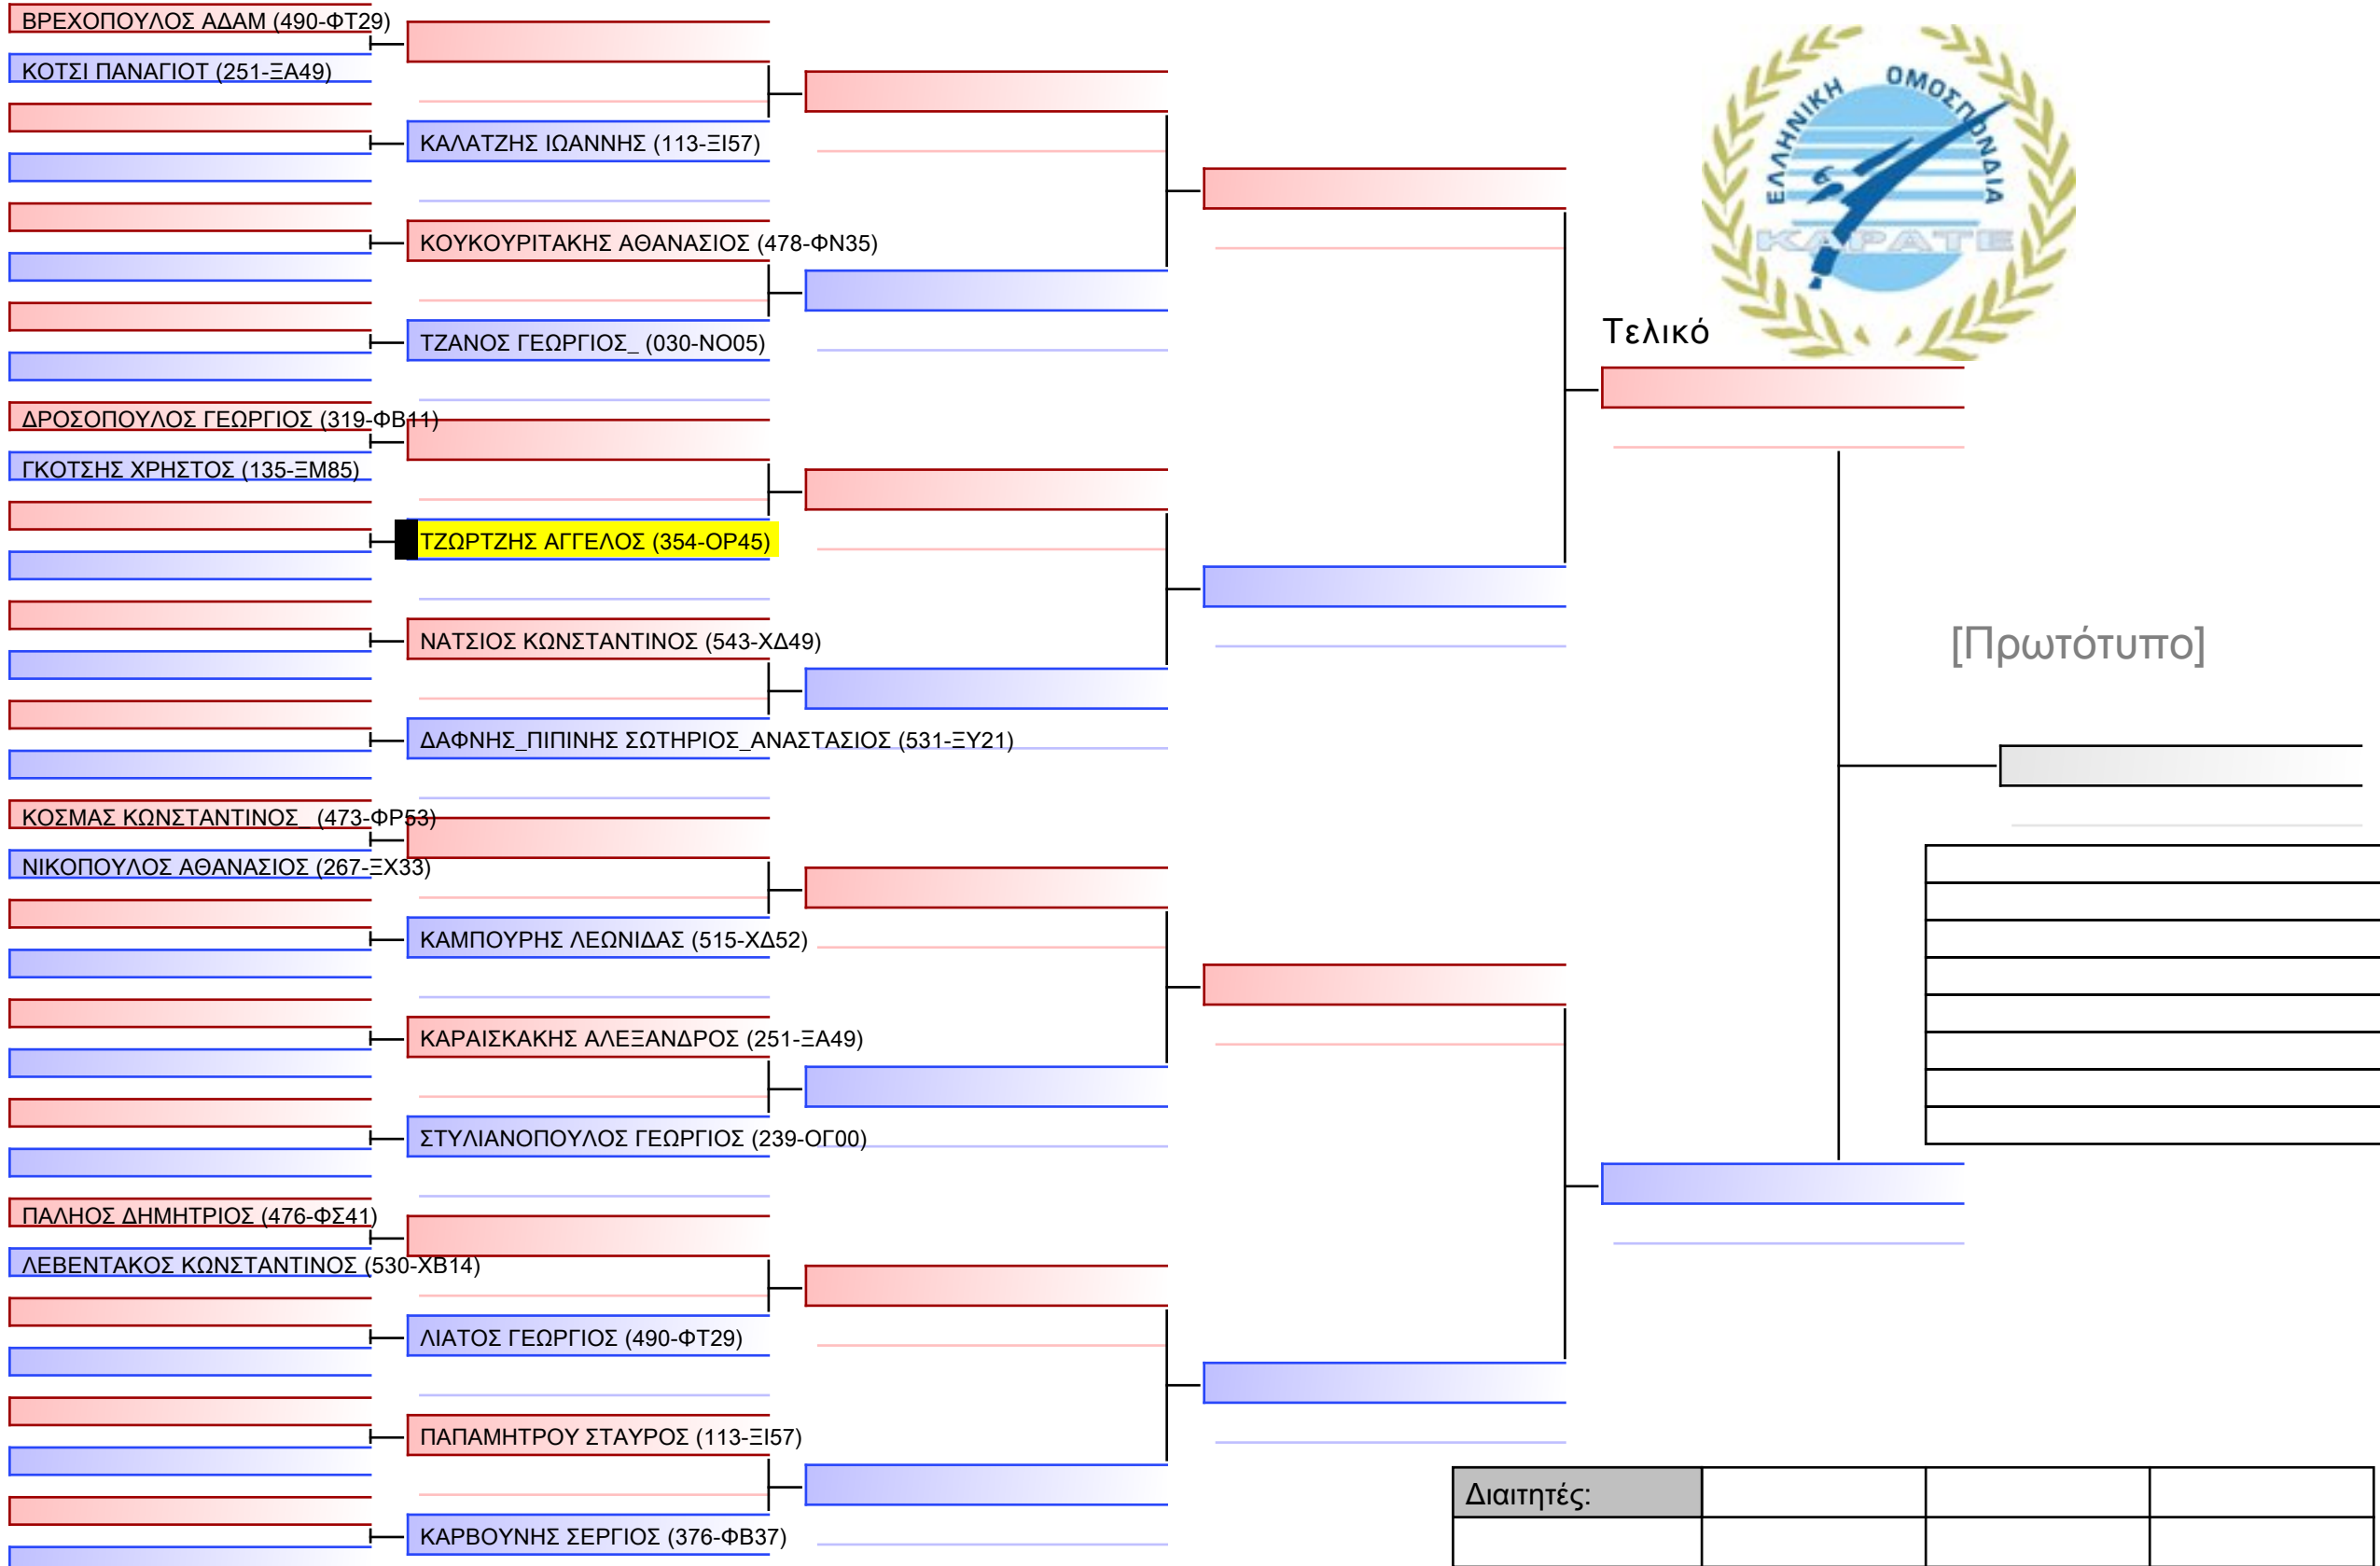 ΒΡΕΧΟΠΟΥΛΟΣ ΑΔΑΜ (490-ΦΤ29)
ΚΟΤΣΙ ΠΑΝΑΓΙΟΤ (251-ΞΑ49)
ΚΑΛΑΤΖΗΣ ΙΩΑΝΝΗΣ (113-ΞΙ57)
ΚΟΥΚΟΥΡΙΤΑΚΗΣ ΑΘΑΝΑΣΙΟΣ (478-ΦΝ35)
ΤΖΑΝΟΣ ΓΕΩΡΓΙΟΣ_ (030-ΝΟ05)
ΔΡΟΣΟΠΟΥΛΟΣ ΓΕΩΡΓΙΟΣ (319-ΦΒ11)
ΓΚΟΤΣΗΣ ΧΡΗΣΤΟΣ (135-ΞΜ85)
ΤΖΩΡΤΖΗΣ ΑΓΓΕΛΟΣ (354-ΟΡ45)
ΝΑΤΣΙΟΣ ΚΩΝΣΤΑΝΤΙΝΟΣ (543-ΧΔ49)
ΔΑΦΝΗΣ_ΠΙΠΙΝΗΣ ΣΩΤΗΡΙΟΣ_ΑΝΑΣΤΑΣΙΟΣ (531-ΞΥ21)
ΚΟΣΜΑΣ ΚΩΝΣΤΑΝΤΙΝΟΣ_ (473-ΦΡ53)
ΝΙΚΟΠΟΥΛΟΣ ΑΘΑΝΑΣΙΟΣ (267-ΞΧ33)
ΚΑΜΠΟΥΡΗΣ ΛΕΩΝΙΔΑΣ (515-ΧΔ52)
ΚΑΡΑΙΣΚΑΚΗΣ ΑΛΕΞΑΝΔΡΟΣ (251-ΞΑ49)
ΣΤΥΛΙΑΝΟΠΟΥΛΟΣ ΓΕΩΡΓΙΟΣ (239-ΟΓ00)
ΠΑΛΗΟΣ ΔΗΜΗΤΡΙΟΣ (476-ΦΣ41)
ΛΕΒΕΝΤΑΚΟΣ ΚΩΝΣΤΑΝΤΙΝΟΣ (530-ΧΒ14)
ΛΙΑΤΟΣ ΓΕΩΡΓΙΟΣ (490-ΦΤ29)
ΠΑΠΑΜΗΤΡΟΥ ΣΤΑΥΡΟΣ (113-ΞΙ57)
ΚΑΡΒΟΥΝΗΣ ΣΕΡΓΙΟΣ (376-ΦΒ37)
ΕΛΛΗΝΙΚΗ ΟΜΟΣΠΟΝΔΙΑ
ΚΑΡΑΤΕ
Τελικό
[Πρωτότυπο]
Διαιτητές: